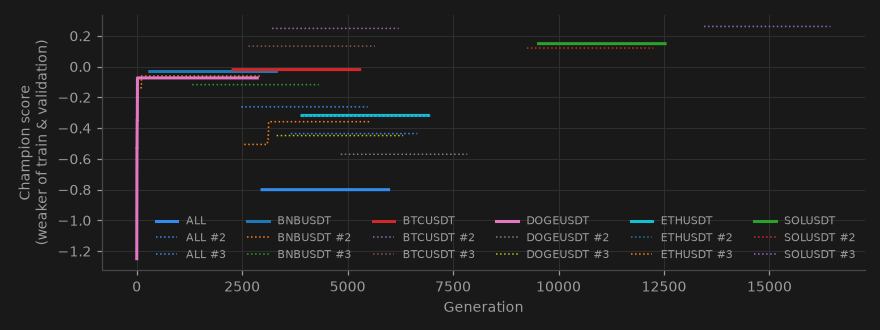 Champion score
(weaker of train & validation)
0.2
0.0
−0.2
−0.4
−0.6
−0.8
−1.0
−1.2
ALL BNBUSDT BTCUSDT DOGEUSDT ETHUSDT SOLUSDT
ALL #2 BNBUSDT #2 BTCUSDT #2 DOGEUSDT #2 ETHUSDT #2 SOLUSDT #2
ALL #3 BNBUSDT #3 BTCUSDT #3 DOGEUSDT #3 ETHUSDT #3 SOLUSDT #3
0 2500 5000 7500 10000 12500 15000
Generation